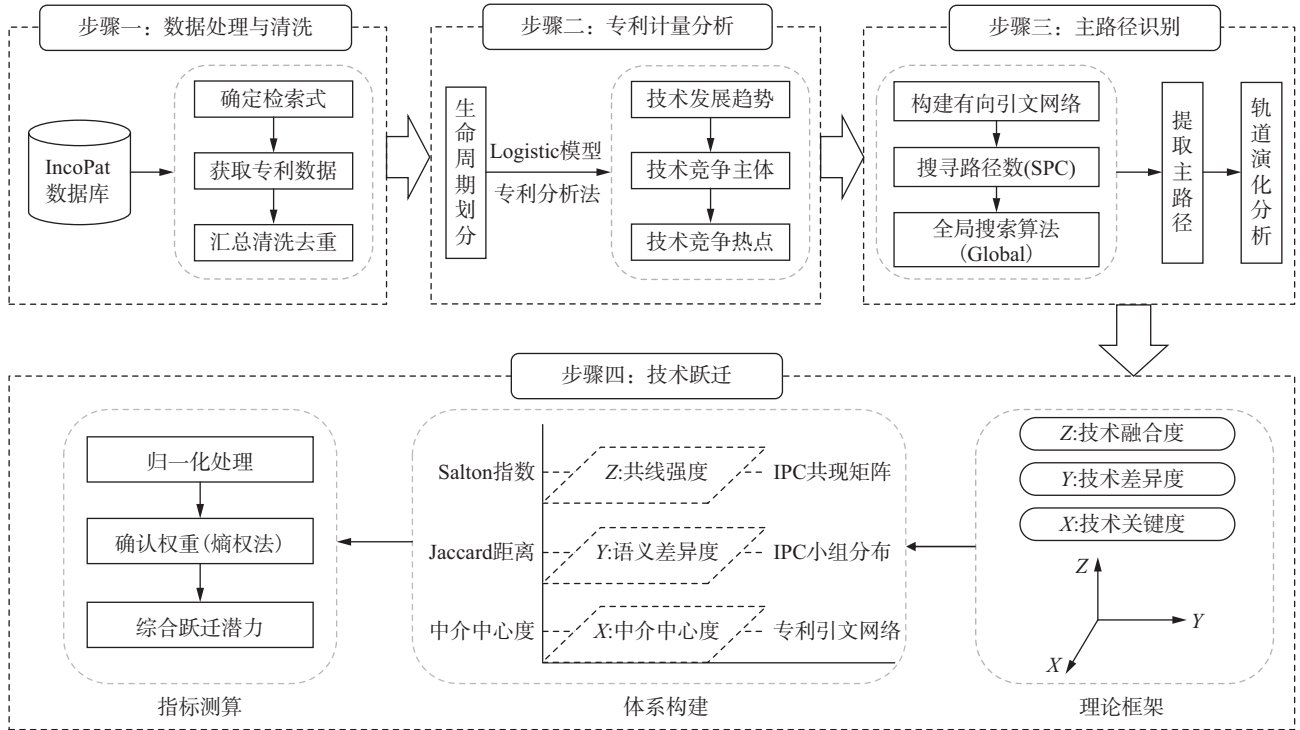 步骤一：数据处理与清洗
IncoPat
数据库
确定检索式
获取专利数据
汇总清洗去重
步骤二：专利计量分析
生命周期划分
Logistic模型
专利分析法
技术发展趋势
技术竞争主体
技术竞争热点
步骤三：主路径识别
构建有向引文网络
搜寻路径数(SPC)
全局搜索算法
（Global）
提取主路径
轨道演化分析
步骤四：技术跃迁
归一化处理
确认权重(熵权法)
综合跃迁潜力
指标测算
Salton指数
Z:共线强度
IPC共现矩阵
Jaccard距离
Y:语义差异度
IPC小组分布
中介中心度
X:中介中心度
专利引文网络
体系构建
Z:技术融合度
Y:技术差异度
X:技术关键度
Z
Y
X
理论框架